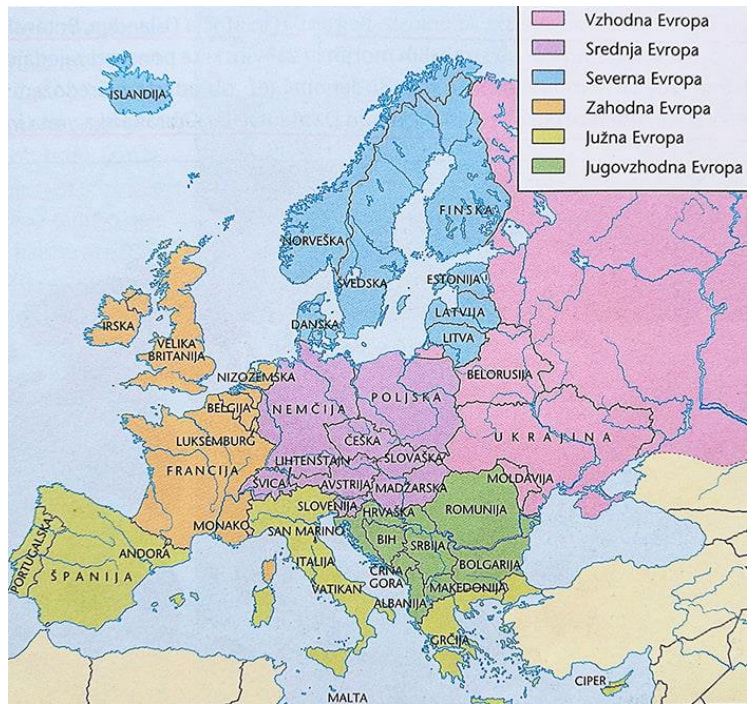 Vzhodna Evropa
Srednja Evropa
Severna Evropa
Zahodna Evropa
Južna Evropa
Jugovzhodna Evropa
ISLANDIJA
FINSKA
NORVEŠKA
ŠVEDSKA
ESTONIJA
LATVIJA
LITVA
DANSKA
IRSKA
VELIKA
BRITANIJA
NIZOZEMSKA
BELORUSIJA
BELGIJA
NEMČIJA
POLJSKA
LUKSEMBURG
ČEŠKA
UKRAJINA
SLOVAŠKA
LIHTENŠTAJN
FRANCIJA
ŠVICA
AVSTRIJA
MADŽARSKA
MOLDAVIJA
SLOVENIJA
HRVAŠKA
ROMUNIJA
MONAKO
SAN MARINO
BIH
SRBIJA
ANDORA
PORTUGALSKA
ŠPANIJA
ITALIJA
ČRNA
GORA
BOLGARIJA
VATIKAN
ALBANIJA
MAKEDONIJA
GRČIJA
CIPER
MALTA